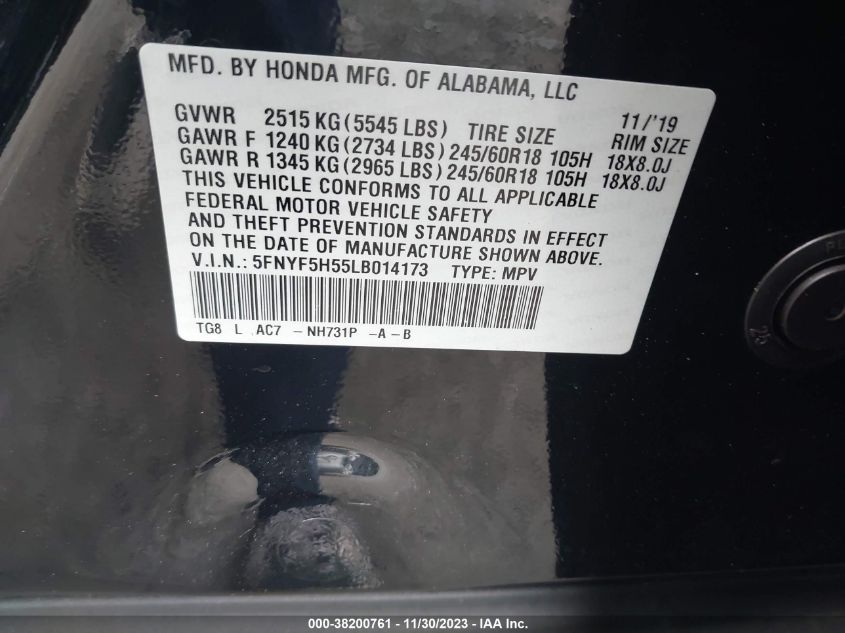 MFD. BY HONDA MFG. OF ALABAMA, LLC
GVWR 2515 KG (5545 LBS) TIRE SIZE 11/'19 RIM SIZE
GAWR F 1240 KG (2734 LBS) 245/60R18 105H 18X8.0J
GAWR R 1345 KG (2965 LBS) 245/60R18 105H 18X8.0J
THIS VEHICLE CONFORMS TO ALL APPLICABLE
FEDERAL MOTOR VEHICLE SAFETY
AND THEFT PREVENTION STANDARDS IN EFFECT
ON THE DATE OF MANUFACTURE SHOWN ABOVE.
V.I.N.: 5FNYF5H55LB014173 TYPE: MPV
TG8 L AC7 - NH731P - A - B
25
000-38200761 - 11/30/2023 - IAA Inc.